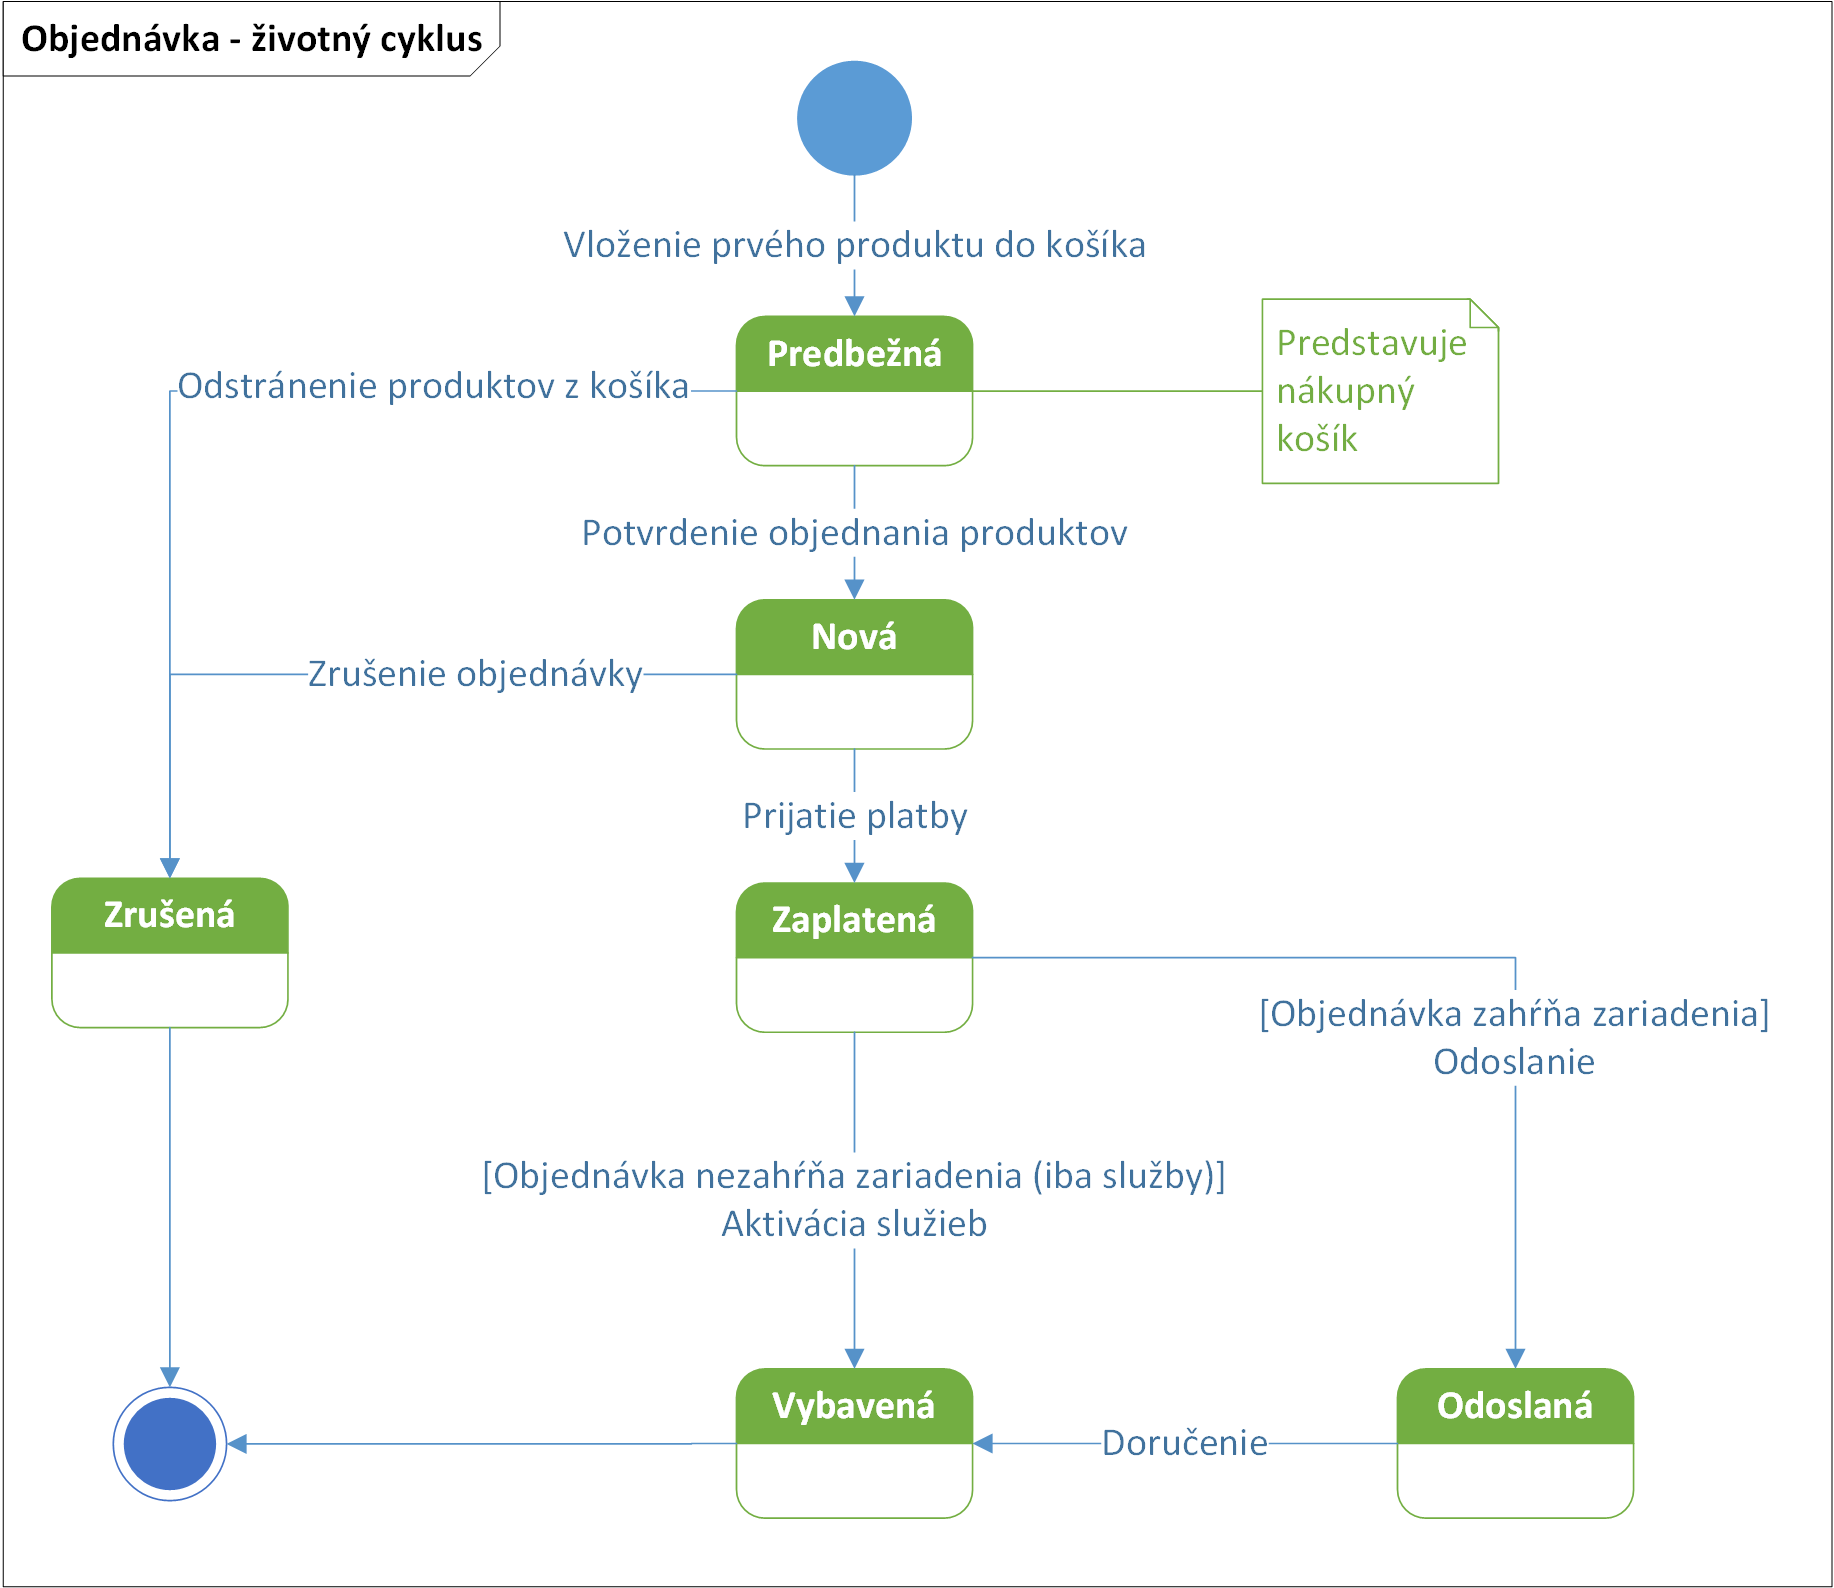 Objednávka - životný cyklus
Vloženie prvého produktu do košíka
Predbežná
Predstavuje
nákupný
košík
Odstránenie produktov z košíka
Potvrdenie objednania produktov
Nová
Zrušenie objednávky
Prijatie platby
Zrušená
Zaplatená
[Objednávka zahŕňa zariadenia]
Odoslanie
[Objednávka nezahŕňa zariadenia (iba služby)]
Aktivácia služieb
Vybavená
Doručenie
Odoslaná